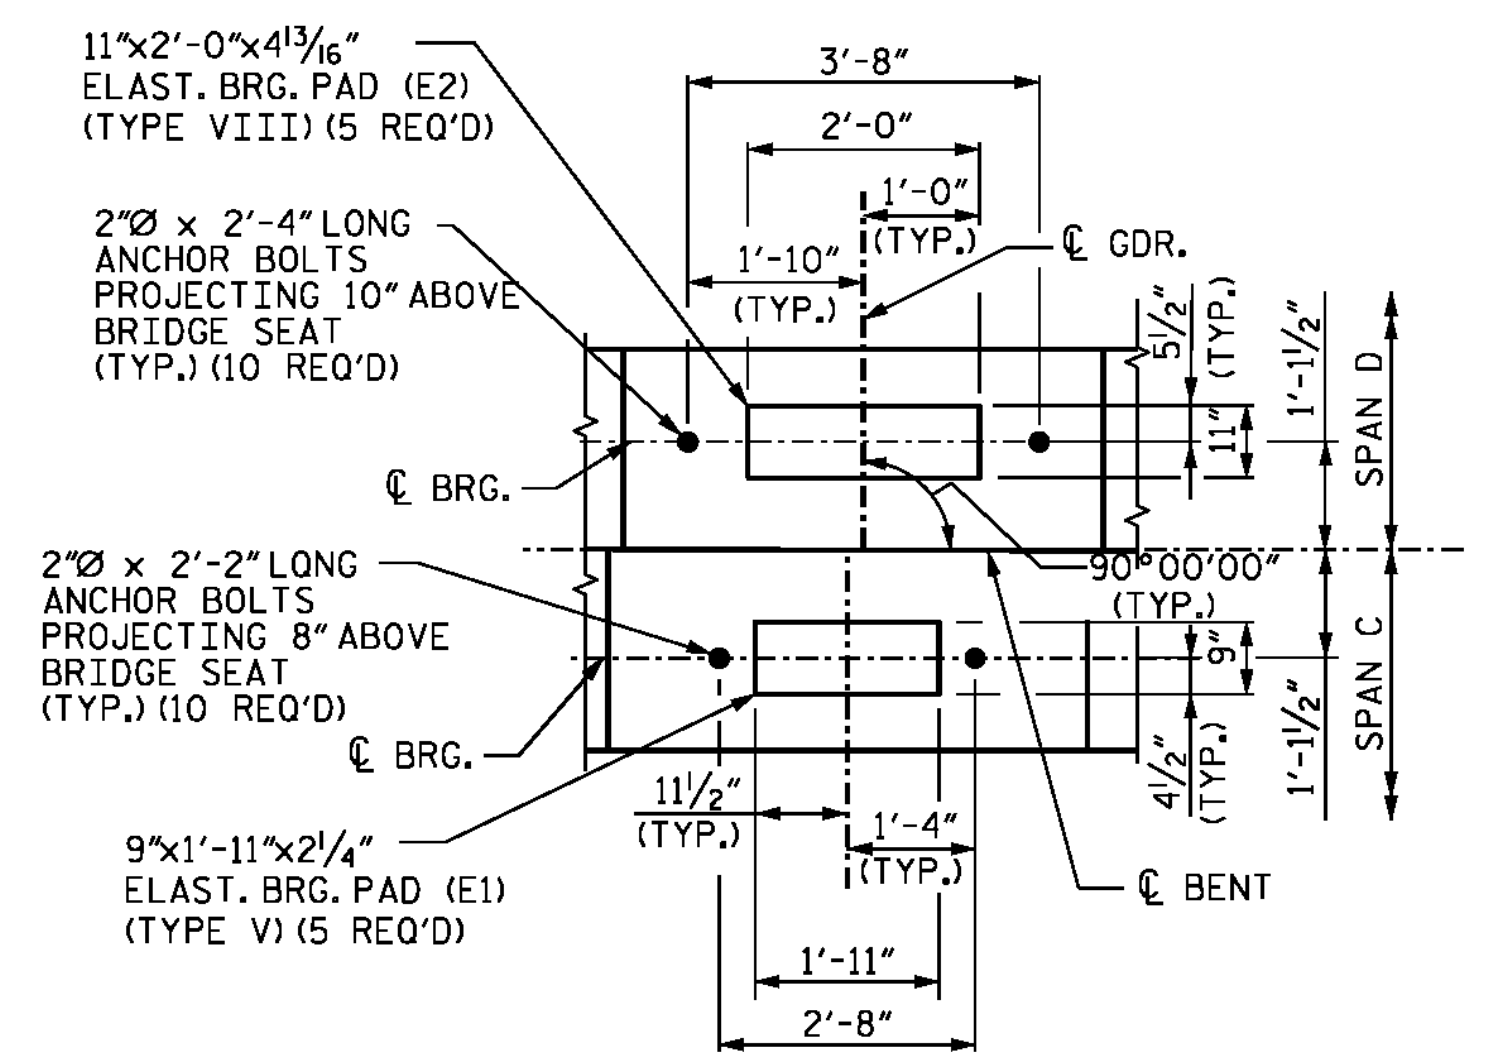 11"x2'-0"x4 13/16"
ELAST. BRG. PAD (E2)
(TYPE VIII) (5 REQ'D)
3'-8"
2'-0"
1'-0"
(TYP.)
℄ GDR.
1'-10"
(TYP.)
2"Ø x 2'-4" LONG
ANCHOR BOLTS
PROJECTING 10" ABOVE
BRIDGE SEAT
(TYP.) (10 REQ'D)
5 1/2"
(TYP.)
1'-1 1/2"
SPAN D
11"
℄ BRG.
90°00'00"
(TYP.)
2"Ø x 2'-2" LONG
ANCHOR BOLTS
PROJECTING 8" ABOVE
BRIDGE SEAT
(TYP.) (10 REQ'D)
9"
SPAN C
1'-1 1/2"
4 1/2"
(TYP.)
℄ BRG.
11 1/2"
(TYP.)
1'-4"
(TYP.)
9"x1'-11"x2 1/4"
ELAST. BRG. PAD (E1)
(TYPE V) (5 REQ'D)
℄ BENT
1'-11"
2'-8"